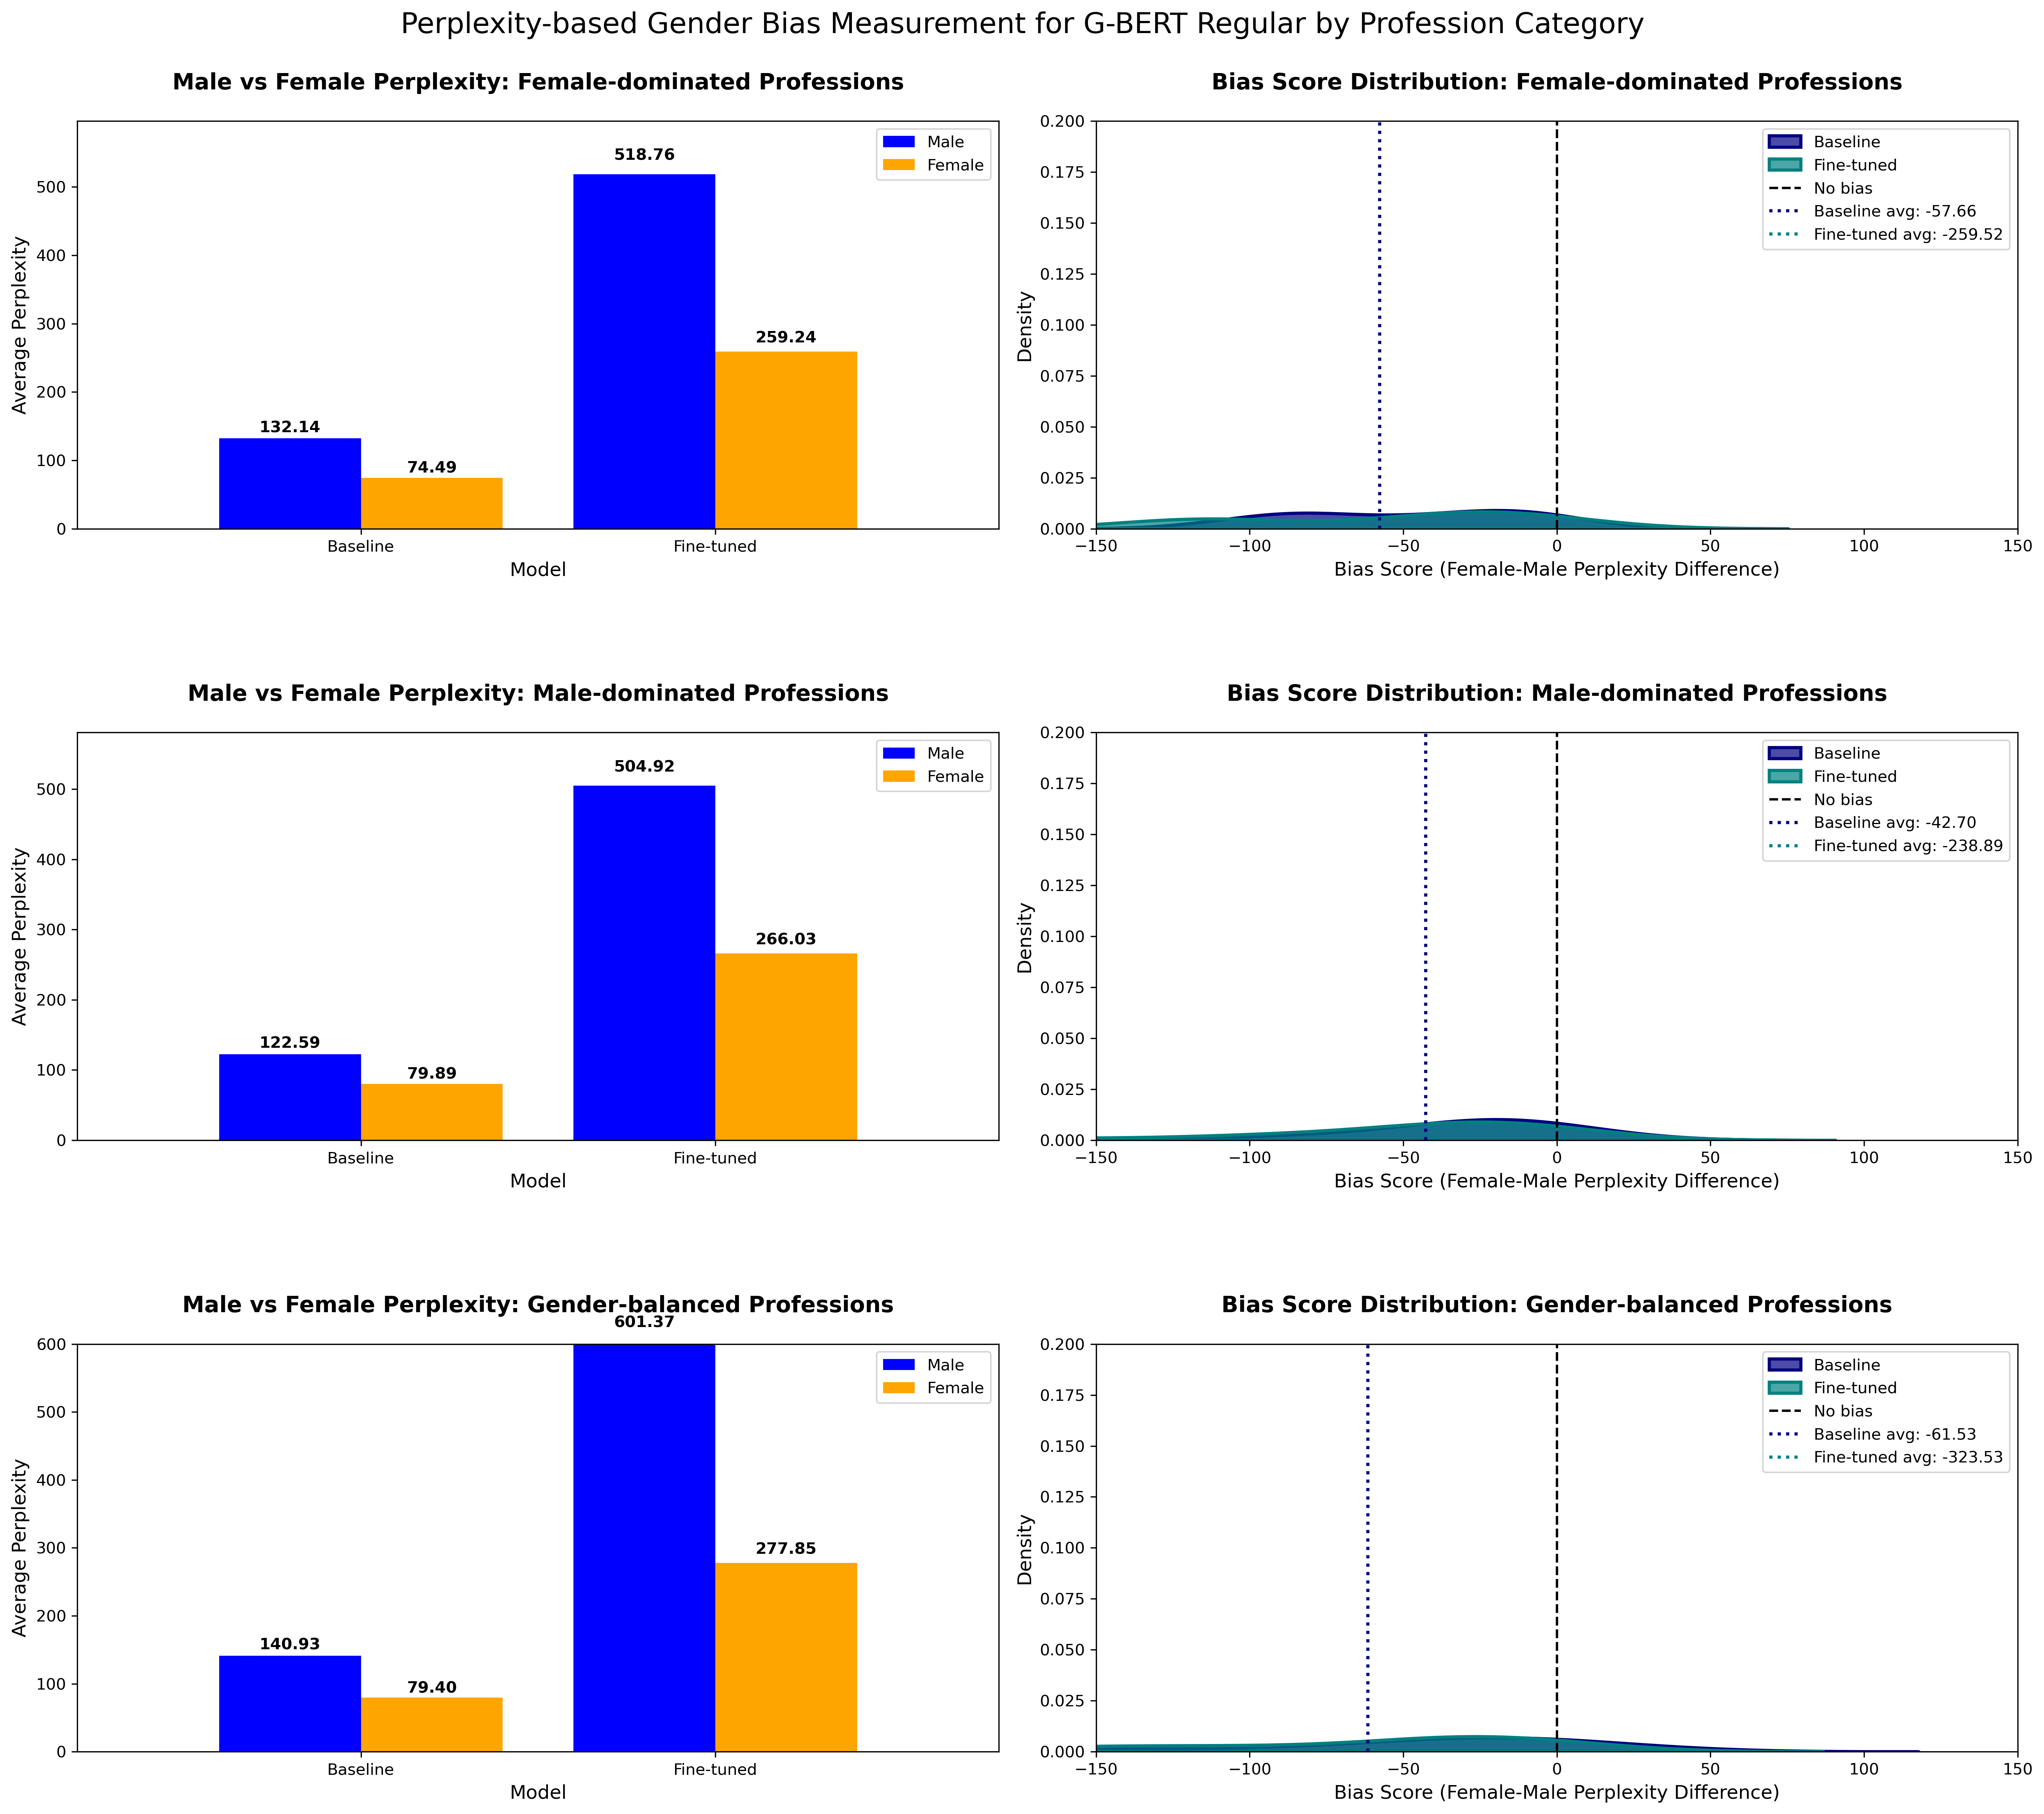 Perplexity-based Gender Bias Measurement for G-BERT Regular by Profession Category
Male vs Female Perplexity: Female-dominated Professions
Average Perplexity
500
400
300
200
100
0
132.14
74.49
518.76
259.24
Male
Female
Baseline
Fine-tuned
Model
Bias Score Distribution: Female-dominated Professions
Density
0.200
0.175
0.150
0.125
0.100
0.075
0.050
0.025
0.000
Baseline
Fine-tuned
No bias
Baseline avg: -57.66
Fine-tuned avg: -259.52
−150
−100
−50
0
50
100
150
Bias Score (Female-Male Perplexity Difference)
Male vs Female Perplexity: Male-dominated Professions
Average Perplexity
500
400
300
200
100
0
122.59
79.89
504.92
266.03
Male
Female
Baseline
Fine-tuned
Model
Bias Score Distribution: Male-dominated Professions
Density
0.200
0.175
0.150
0.125
0.100
0.075
0.050
0.025
0.000
Baseline
Fine-tuned
No bias
Baseline avg: -42.70
Fine-tuned avg: -238.89
−150
−100
−50
0
50
100
150
Bias Score (Female-Male Perplexity Difference)
Male vs Female Perplexity: Gender-balanced Professions
Average Perplexity
600
500
400
300
200
100
0
140.93
79.40
601.37
277.85
Male
Female
Baseline
Fine-tuned
Model
Bias Score Distribution: Gender-balanced Professions
Density
0.200
0.175
0.150
0.125
0.100
0.075
0.050
0.025
0.000
Baseline
Fine-tuned
No bias
Baseline avg: -61.53
Fine-tuned avg: -323.53
−150
−100
−50
0
50
100
150
Bias Score (Female-Male Perplexity Difference)